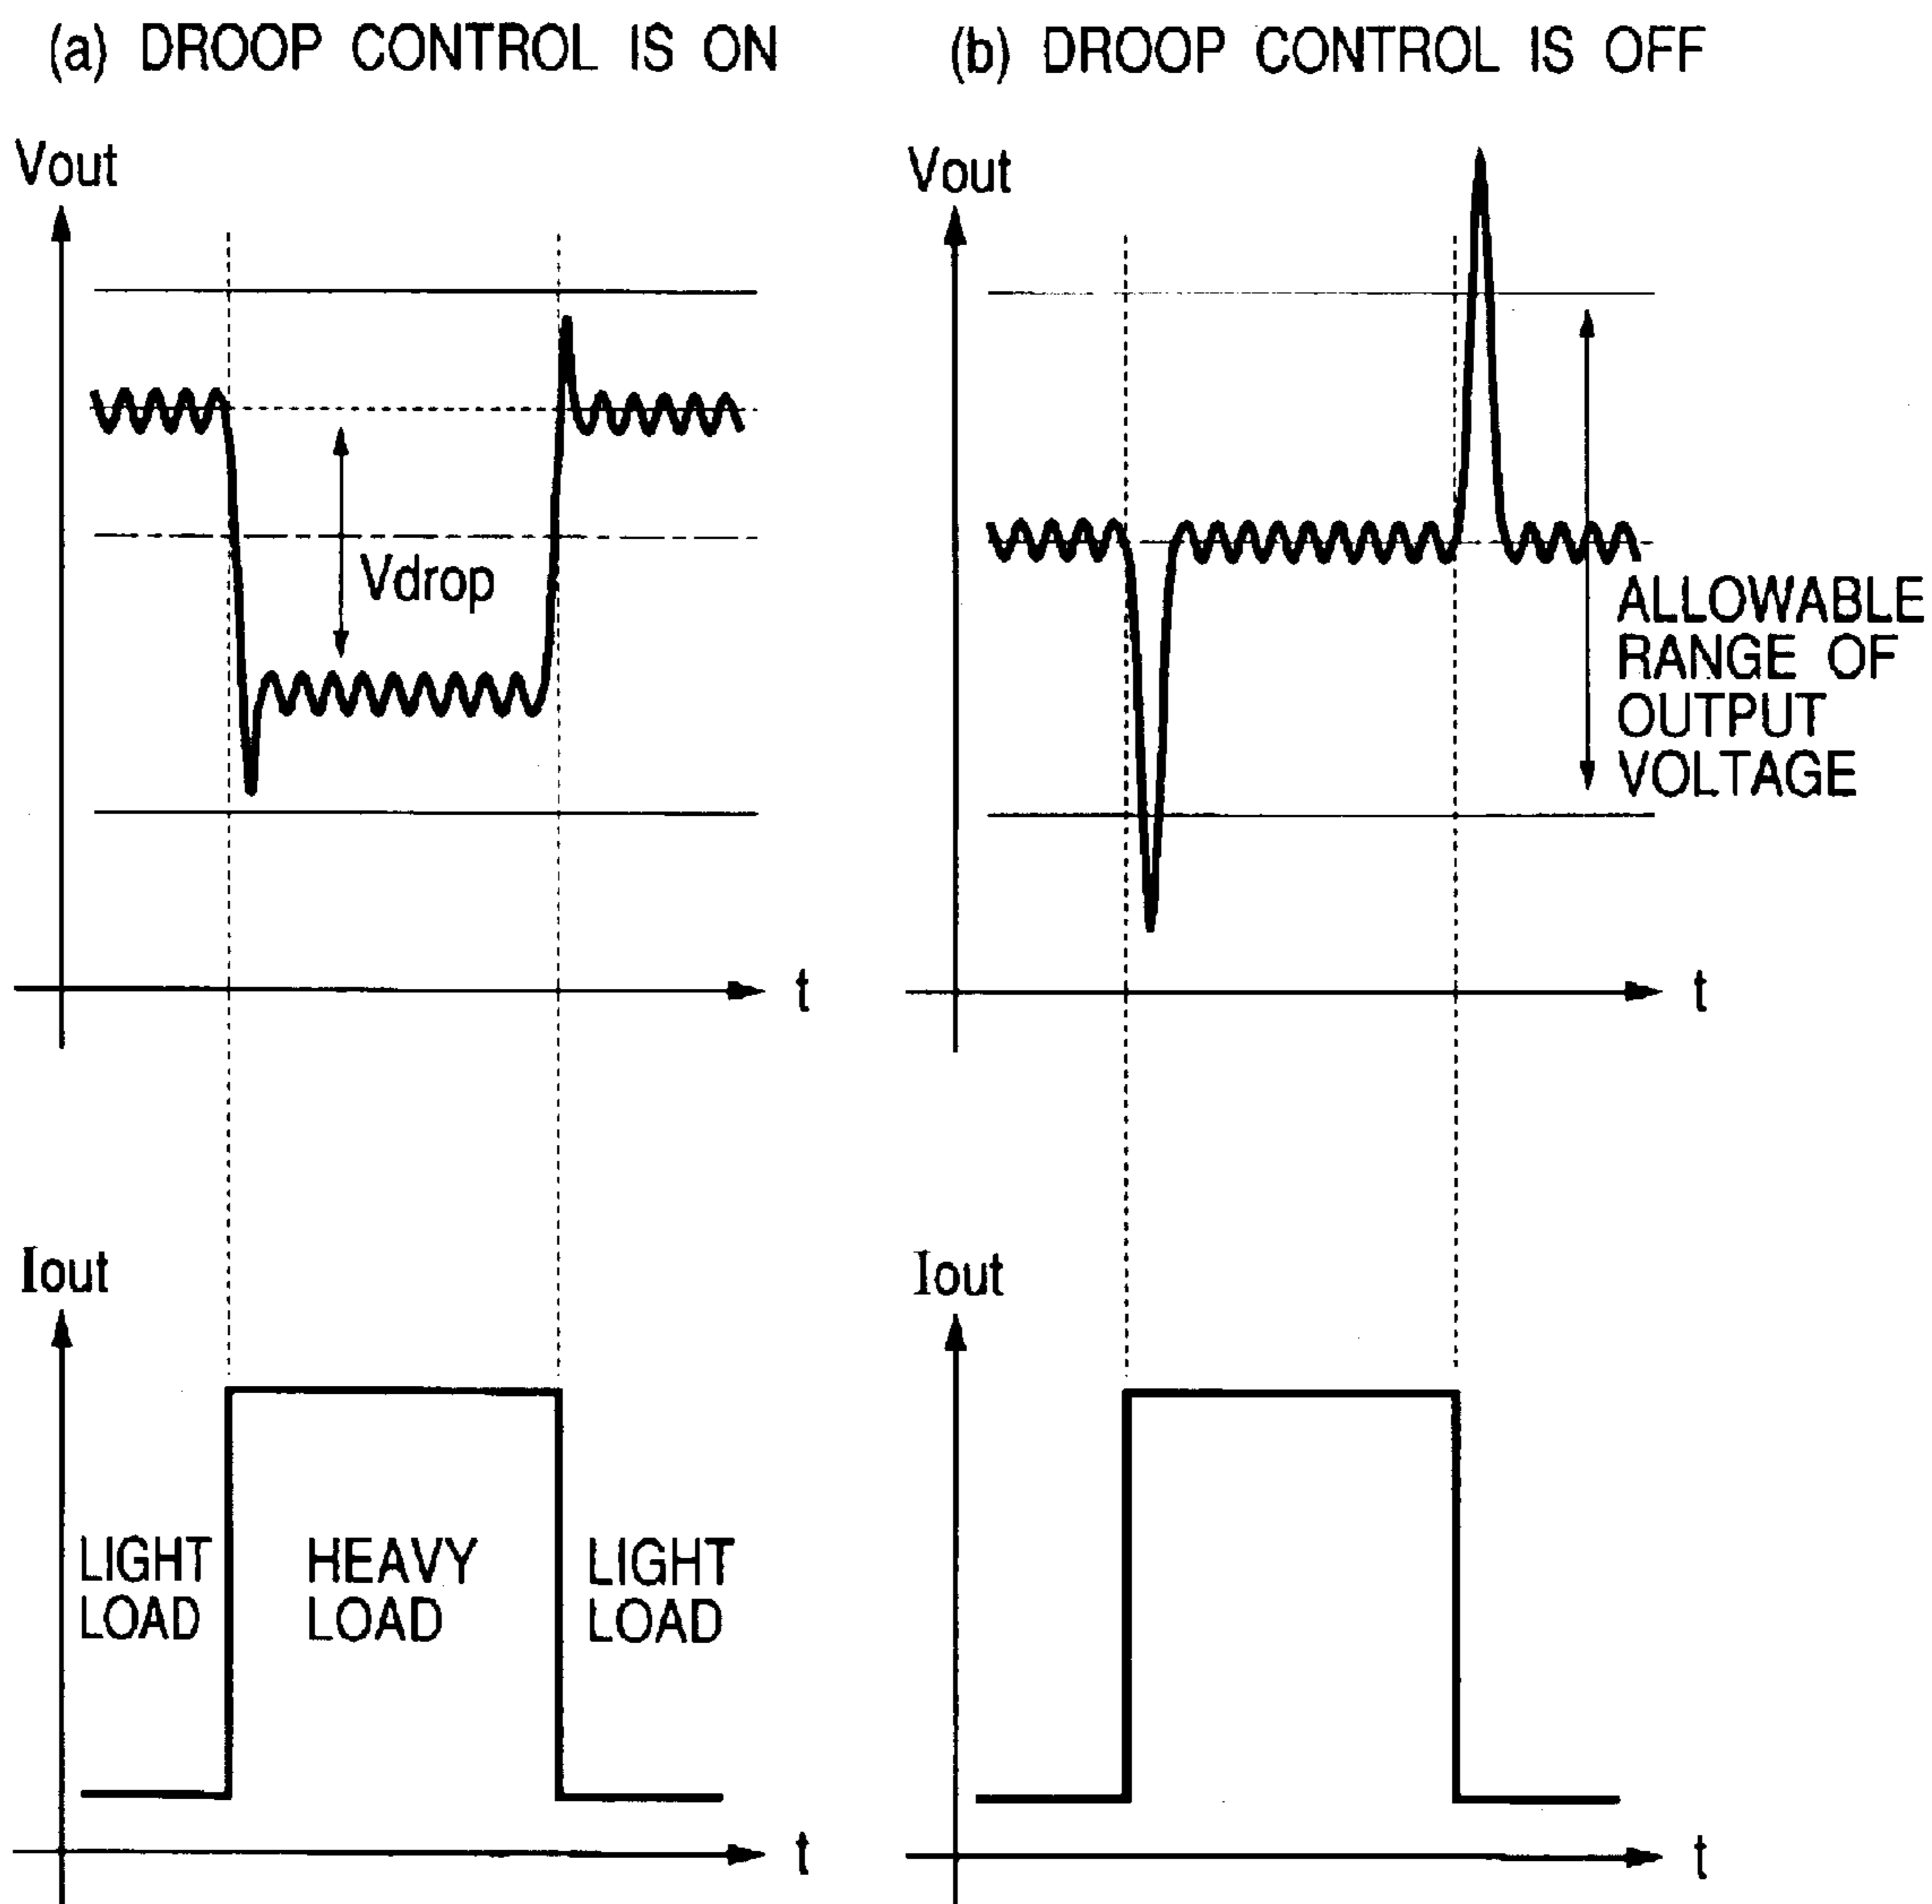 (a) DROOP CONTROL IS ON
(b) DROOP CONTROL IS OFF
Vout
Vdrop
t
Vout
ALLOWABLE
RANGE OF
OUTPUT
VOLTAGE
t
Iout
LIGHT
LOAD
HEAVY
LOAD
LIGHT
LOAD
t
Iout
t